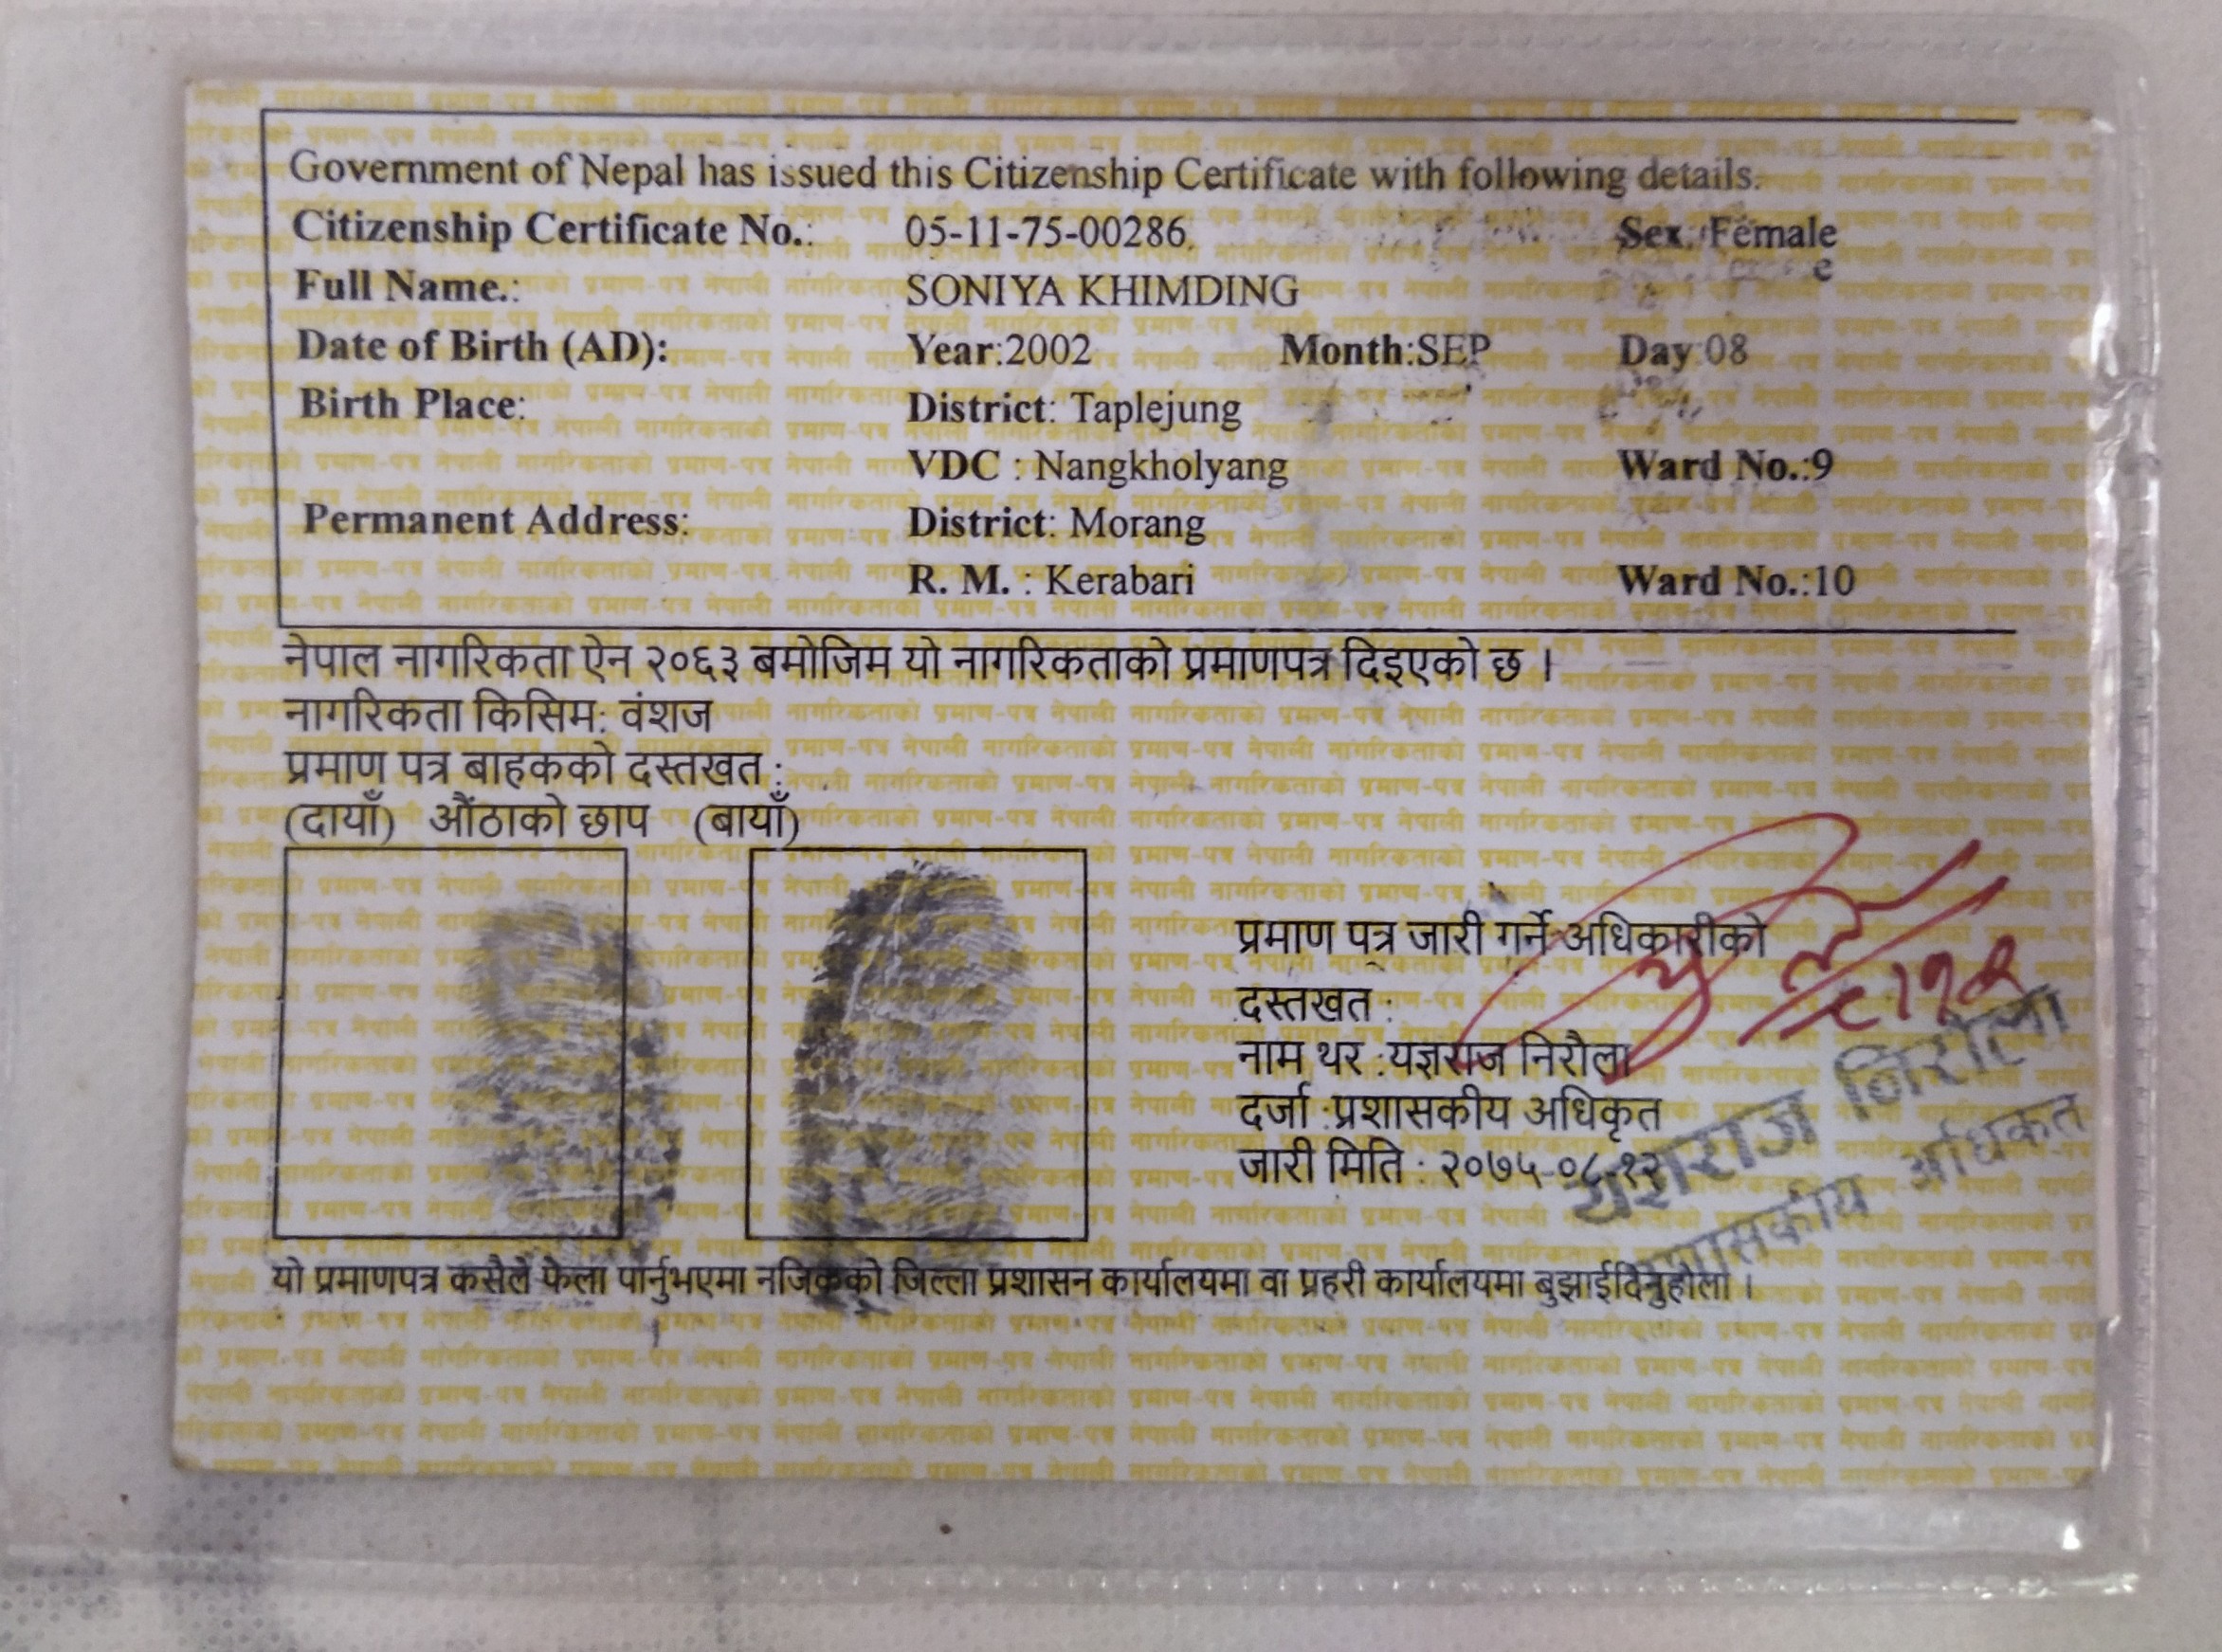 Government of Nepal has issued this Citizenship Certificate with following details.
Citizenship Certificate No.: 05-11-75-00286. Sex: Female
e
Full Name.: SONIYA KHIMDING
Date of Birth (AD): Year:2002 Month:SEP Day:08
Birth Place: District: Taplejung
VDC : Nangkholyang Ward No.:9
Permanent Address: District: Morang
R. M. : Kerabari Ward No.:10
नेपाल नागरिकता ऐन २०६३ बमोजिम यो नागरिकताको प्रमाणपत्र दिइएको छ ।
नागरिकता किसिम: वंशज
प्रमाण पत्र बाहकको दस्तखत :
(दायाँ) औंठाको छाप (बायाँ)
प्रमाण पत्र जारी गर्ने अधिकारीको
दस्तखत :
नाम थर :यज्ञराज निरौला
दर्जा :प्रशासकीय अधिकृत
जारी मिति : २०७५-०८-१२
यज्ञराज निरौला
प्रशासकीय अधिकृत
यो प्रमाणपत्र कसैले फेला पार्नुभएमा नजिकको जिल्ला प्रशासन कार्यालयमा वा प्रहरी कार्यालयमा बुझाईदिनुहोला ।